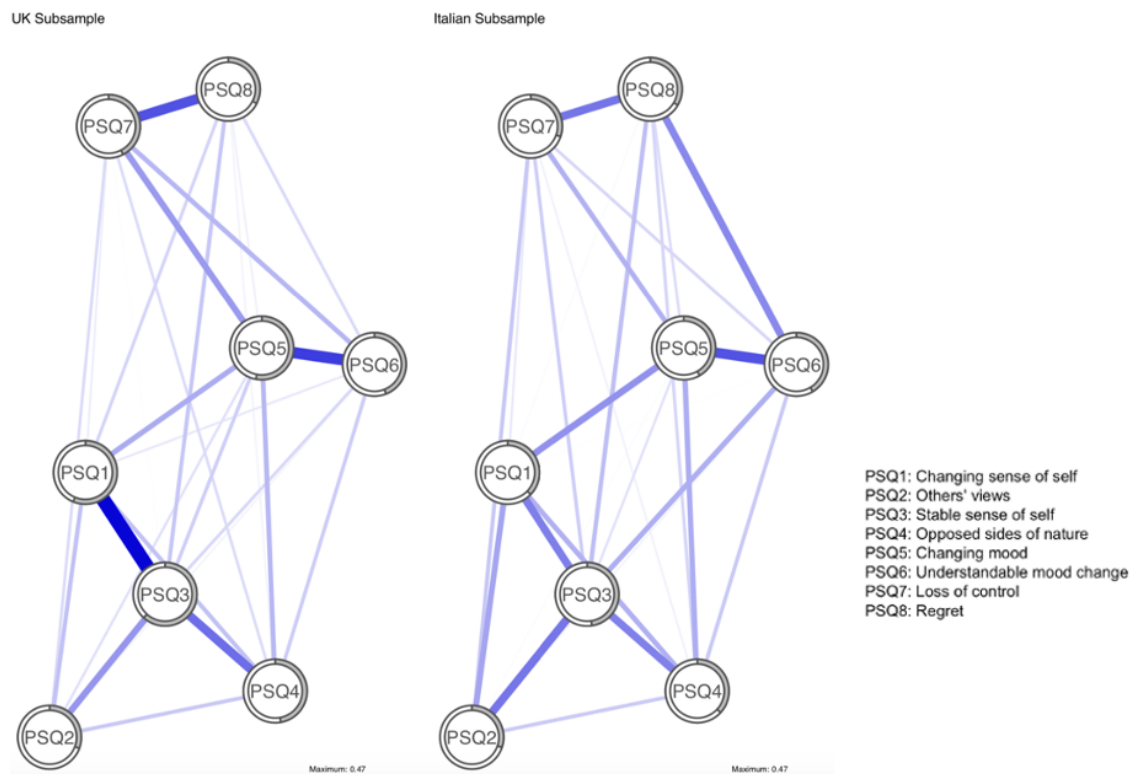 UK Subsample
PSQ8
PSQ7
PSQ5
PSQ6
PSQ1
PSQ3
PSQ4
PSQ2
Maximum: 0.47
Italian Subsample
PSQ8
PSQ7
PSQ5
PSQ6
PSQ1
PSQ3
PSQ4
PSQ2
Maximum: 0.47
PSQ1: Changing sense of self
PSQ2: Others' views
PSQ3: Stable sense of self
PSQ4: Opposed sides of nature
PSQ5: Changing mood
PSQ6: Understandable mood change
PSQ7: Loss of control
PSQ8: Regret